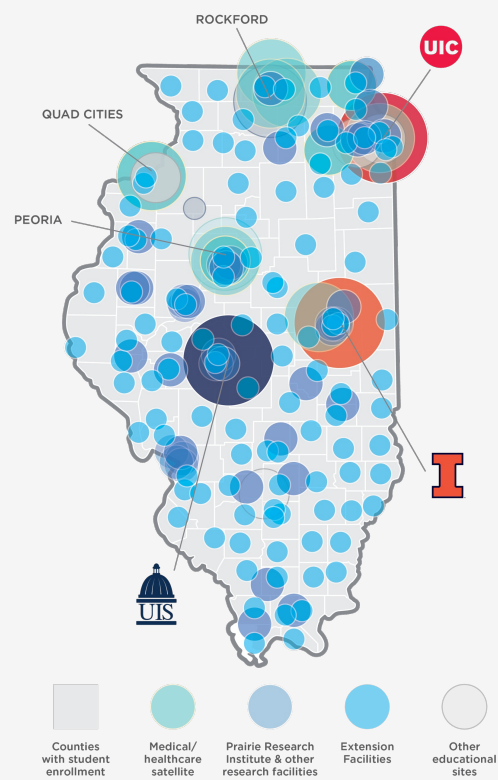 ROCKFORD
UIC
QUAD CITIES
PEORIA
I
UIS
Counties
with student
enrollment
Medical/
healthcare
satellite
Prairie Research
Institute & other
research facilities
Extension
Facilities
Other
educational
sites